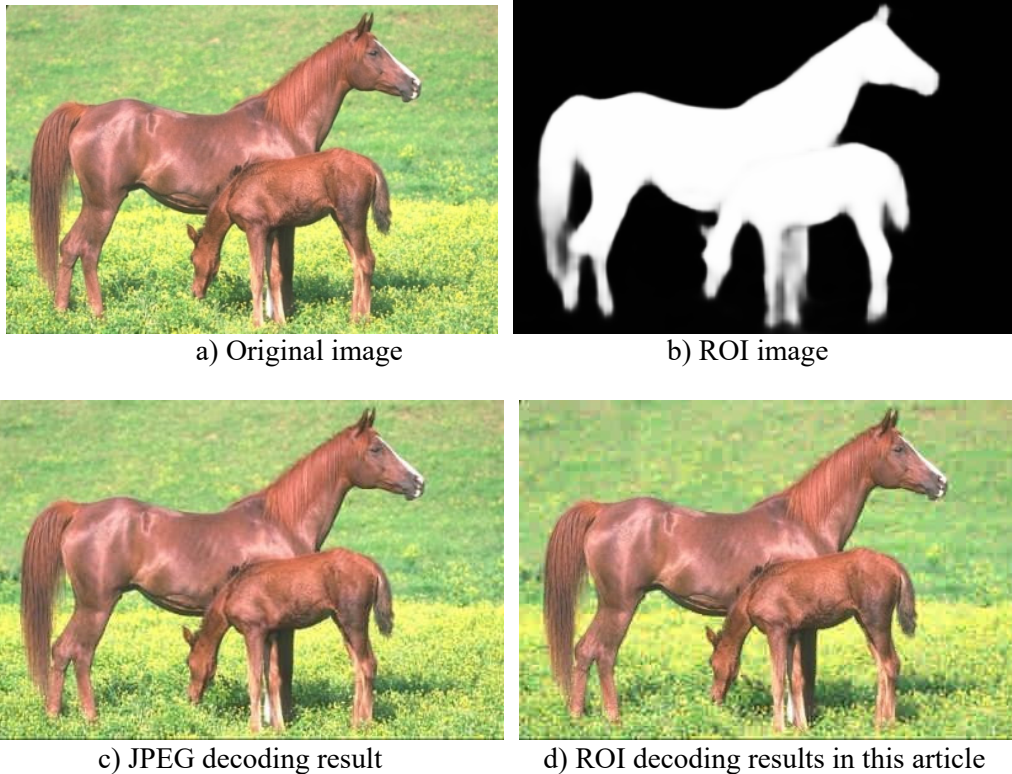 a) Original image
b) ROI image
c) JPEG decoding result
d) ROI decoding results in this article